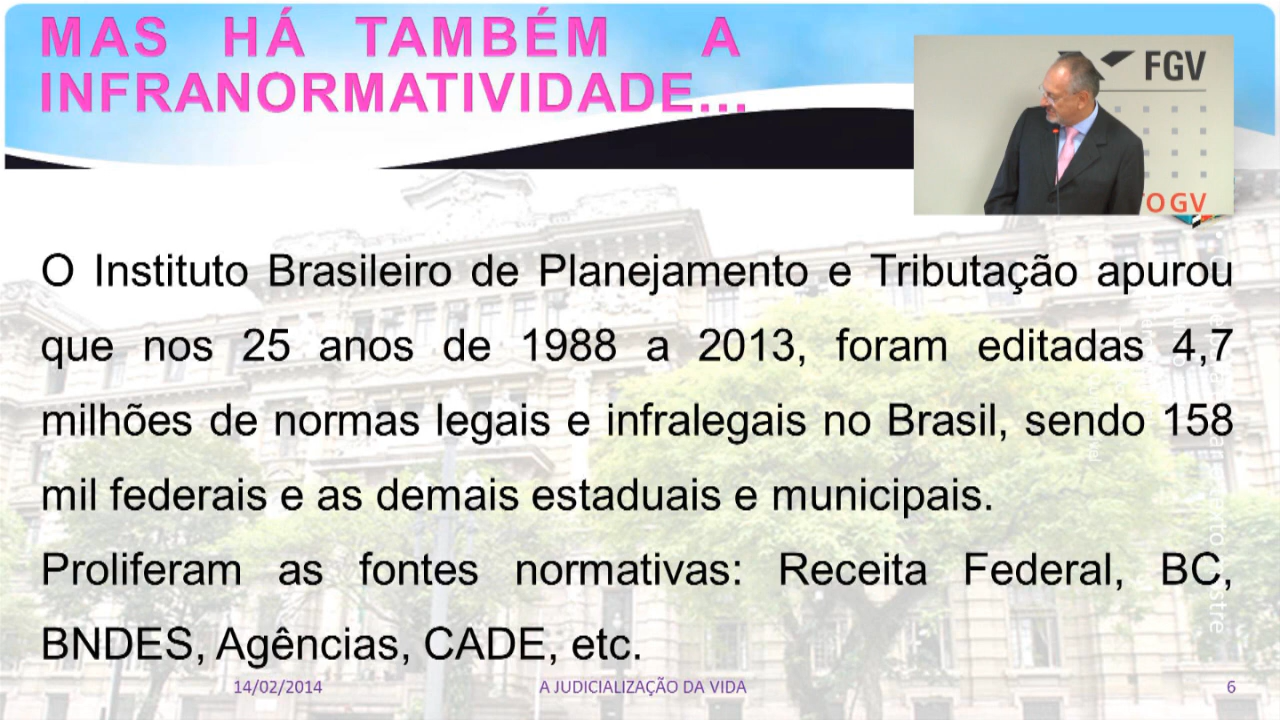 MAS HÁ TAMBÉM A
INFRANORMATIVIDADE...
FGV
OGV
O Instituto Brasileiro de Planejamento e Tributação apurou
que nos 25 anos de 1988 a 2013, foram editadas 4,7
milhões de normas legais e infralegais no Brasil, sendo 158
mil federais e as demais estaduais e municipais.
Proliferam as fontes normativas: Receita Federal, BC,
BNDES, Agências, CADE, etc.
14/02/2014
A JUDICIALIZAÇÃO DA VIDA
6